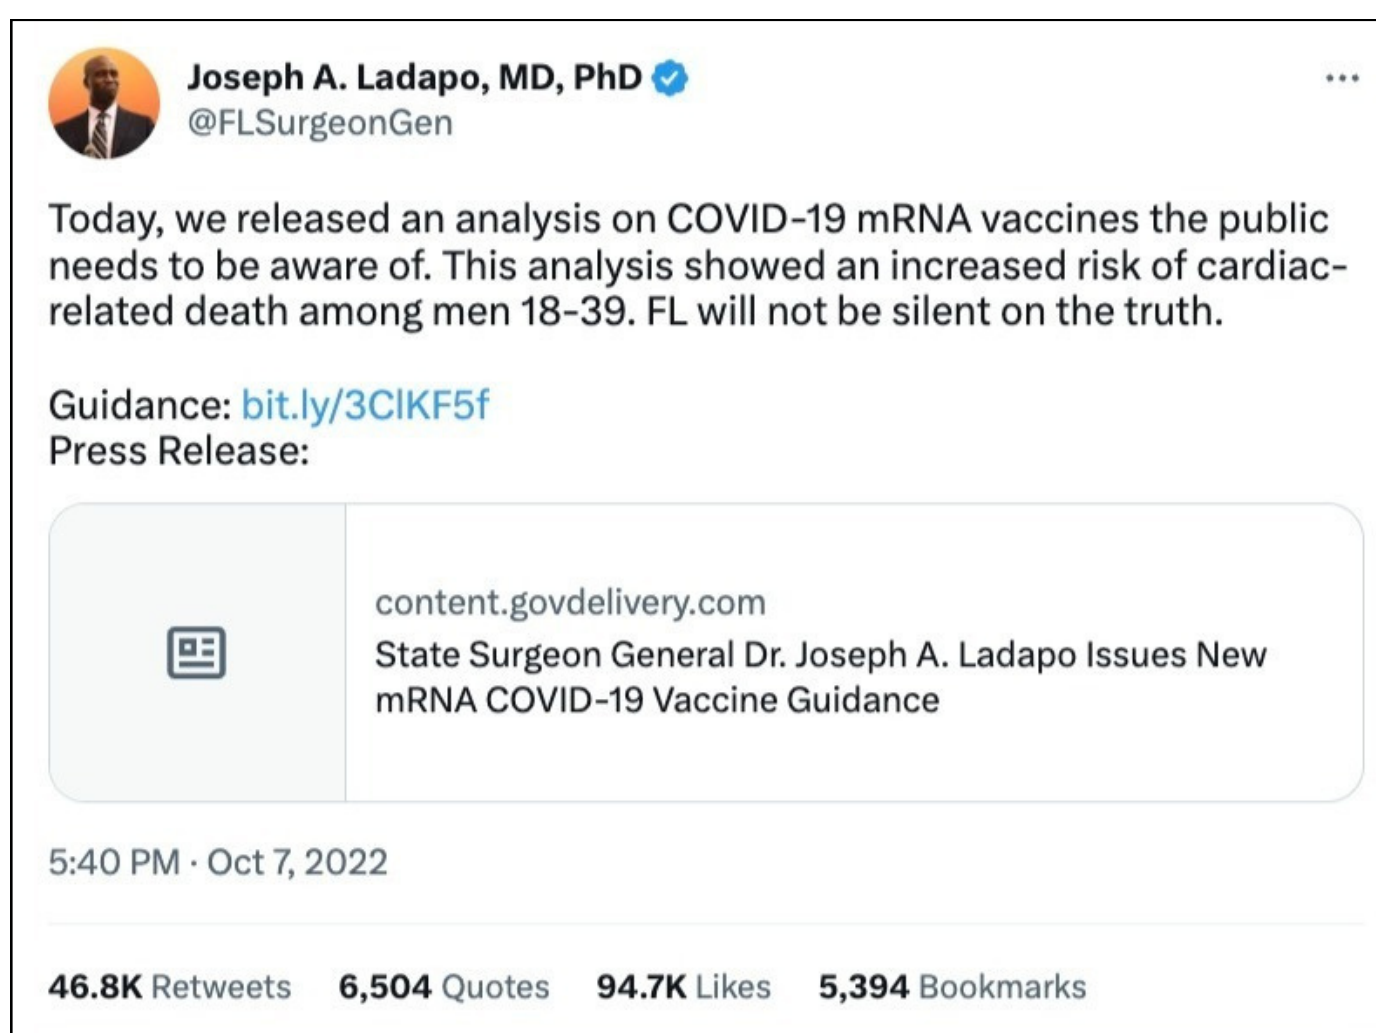 Joseph A. Ladapo, MD, PhD
@FLSurgeonGen
Today, we released an analysis on COVID-19 mRNA vaccines the public
needs to be aware of. This analysis showed an increased risk of cardiac-
related death among men 18-39. FL will not be silent on the truth.
Guidance: bit.ly/3ClKF5f
Press Release:
content.govdelivery.com
State Surgeon General Dr. Joseph A. Ladapo Issues New
mRNA COVID-19 Vaccine Guidance
5:40 PM · Oct 7, 2022
46.8K Retweets 6,504 Quotes 94.7K Likes 5,394 Bookmarks